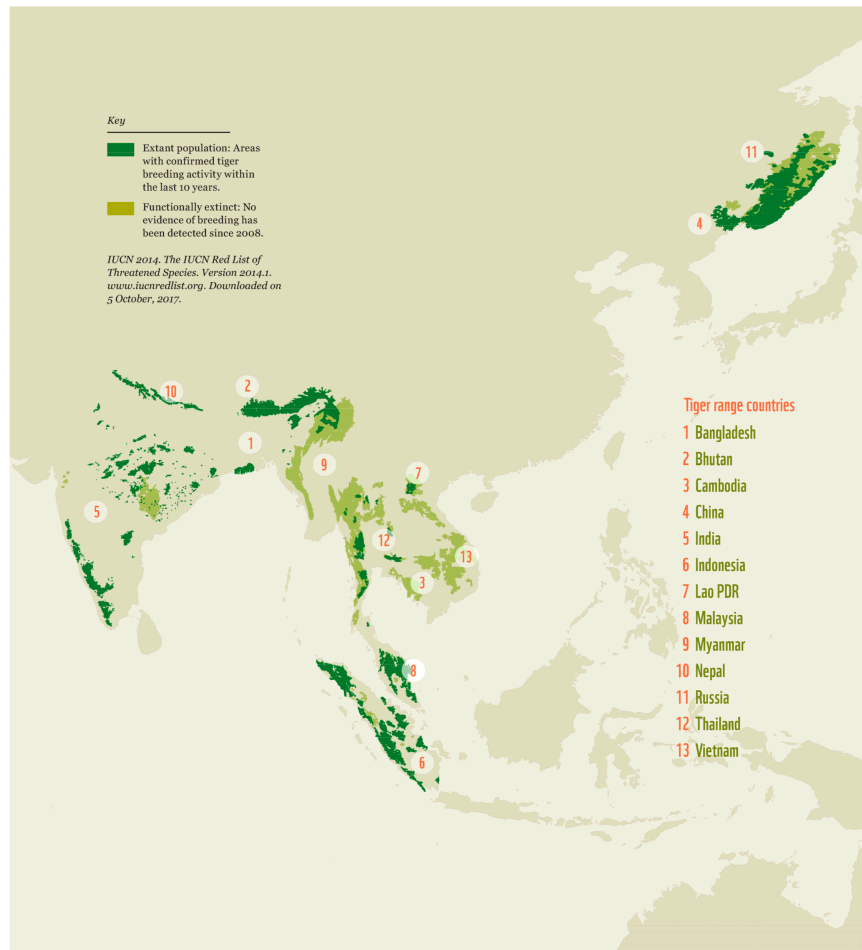 Key
Extant population: Areas
with confirmed tiger
breeding activity within
the last 10 years.
Functionally extinct: No
evidence of breeding has
been detected since 2008.
IUCN 2014. The IUCN Red List of
Threatened Species. Version 2014.1.
www.iucnredlist.org. Downloaded on
5 October, 2017.
11
4
10
2
1
9
7
5
12
13
3
8
6
Tiger range countries
1 Bangladesh
2 Bhutan
3 Cambodia
4 China
5 India
6 Indonesia
7 Lao PDR
8 Malaysia
9 Myanmar
10 Nepal
11 Russia
12 Thailand
13 Vietnam